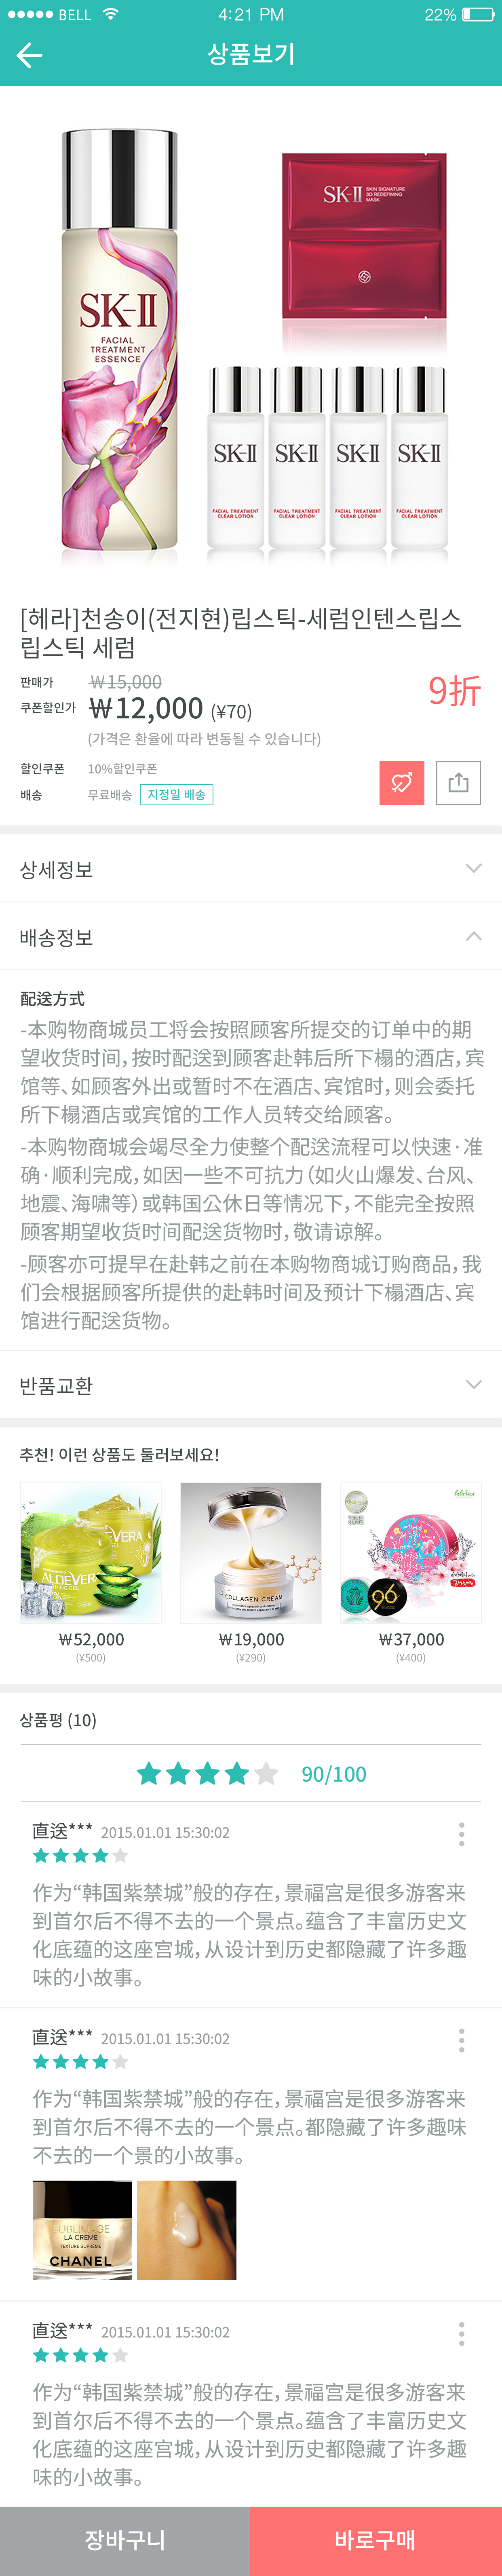 BELL
4:21 PM
22%
상품보기
SK-II
FACIAL
TREATMENT
ESSENCE
SK-II
SKIN SIGNATURE
3D REDEFINING
MASK
SK-II
SK-II
SK-II
SK-II
FACIAL TREATMENT
CLEAR LOTION
FACIAL TREATMENT
CLEAR LOTION
FACIAL TREATMENT
CLEAR LOTION
FACIAL TREATMENT
CLEAR LOTION
[헤라]천송이(전지현)립스틱-세럼인텐스립스
립스틱 세럼
판매가 ₩15,000
9折
쿠폰할인가 ₩12,000 (¥70)
(가격은 환율에 따라 변동될 수 있습니다)
할인쿠폰 10%할인쿠폰
배송 무료배송 지정일 배송
상세정보
배송정보
配送方式
-本购物商城员工将会按照顾客所提交的订单中的期
望收货时间，按时配送到顾客赴韩后所下榻的酒店，宾
馆等、如顾客外出或暂时不在酒店、宾馆时，则会委托
所下榻酒店或宾馆的工作人员转交给顾客。
-本购物商城会竭尽全力使整个配送流程可以快速·准
确·顺利完成，如因一些不可抗力（如火山爆发、台风、
地震、海啸等）或韩国公休日等情况下，不能完全按照
顾客期望收货时间配送货物时，敬请谅解。
-顾客亦可提早在赴韩之前在本购物商城订购商品，我
们会根据顾客所提供的赴韩时间及预计下榻酒店、宾
馆进行配送货物。
반품교환
추천! 이런 상품도 둘러보세요!
VERA
ALOEVERA
COLLAGEN CREAM
96
₩52,000
₩19,000
₩37,000
(¥500)
(¥290)
(¥400)
상품평 (10)
90/100
直送*** 2015.01.01 15:30:02
作为“韩国紫禁城”般的存在，景福宫是很多游客来
到首尔后不得不去的一个景点。蕴含了丰富历史文
化底蕴的这座宫城，从设计到历史都隐藏了许多趣
味的小故事。
直送*** 2015.01.01 15:30:02
作为“韩国紫禁城”般的存在，景福宫是很多游客来
到首尔后不得不去的一个景点。都隐藏了许多趣味
不去的一个景的小故事。
SUBLIMAGE
LA CRÈME
TEXTURE SUPRÊME
CHANEL
直送*** 2015.01.01 15:30:02
作为“韩国紫禁城”般的存在，景福宫是很多游客来
到首尔后不得不去的一个景点。蕴含了丰富历史文
化底蕴的这座宫城，从设计到历史都隐藏了许多趣
味的小故事。
장바구니
바로구매